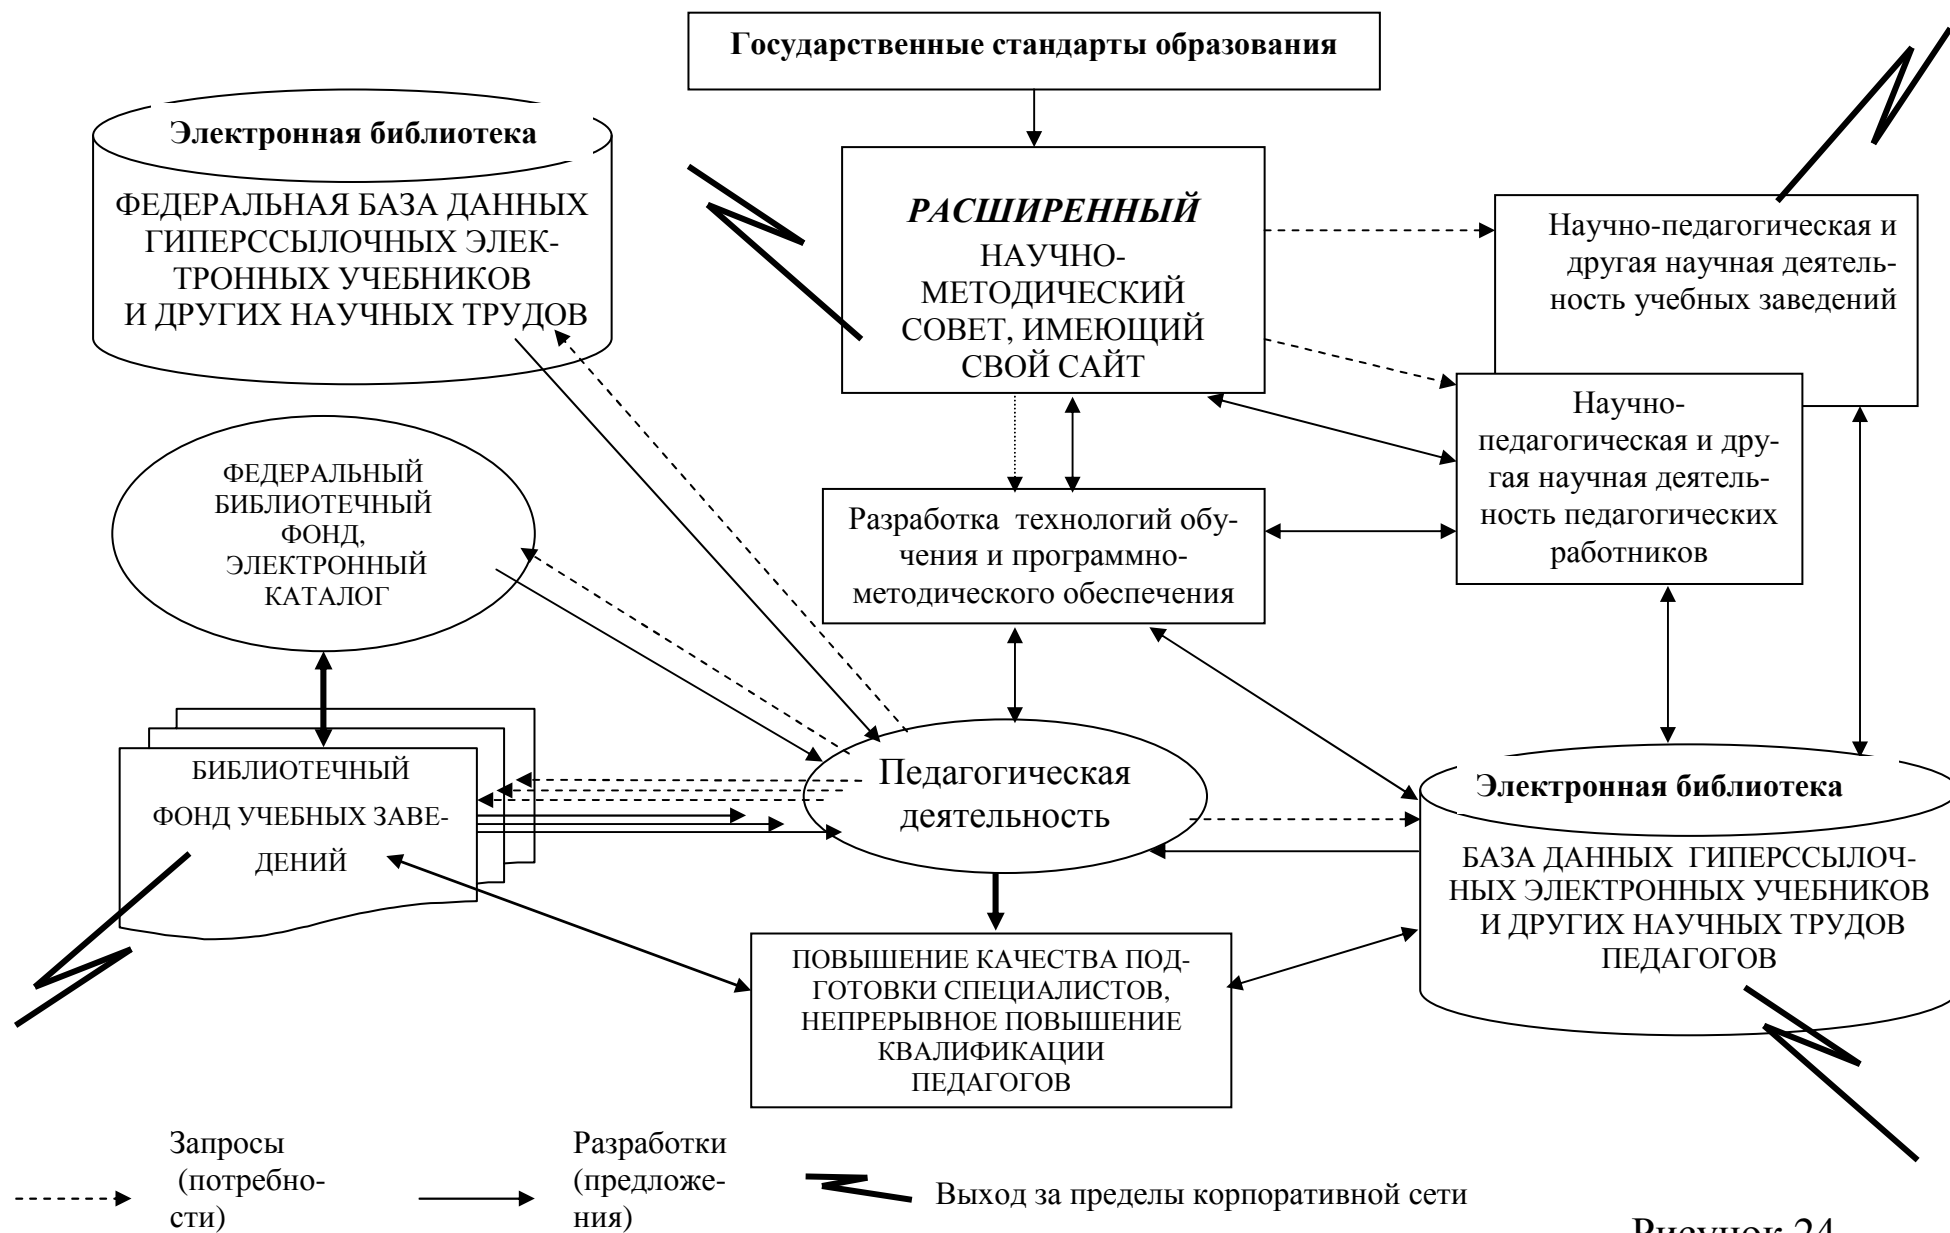 Государственные стандарты образования
Электронная библиотека
ФЕДЕРАЛЬНАЯ БАЗА ДАННЫХ
ГИПЕРССЫЛОЧНЫХ ЭЛЕК-
ТРОННЫХ УЧЕБНИКОВ
И ДРУГИХ НАУЧНЫХ ТРУДОВ
РАСШИРЕННЫЙ
НАУЧНО-
МЕТОДИЧЕСКИЙ
СОВЕТ, ИМЕЮЩИЙ
СВОЙ САЙТ
Научно-педагогическая и
другая научная деятель-
ность учебных заведений
Научно-
педагогическая и дру-
гая научная деятель-
ность педагогических
работников
ФЕДЕРАЛЬНЫЙ
БИБЛИОТЕЧНЫЙ
ФОНД,
ЭЛЕКТРОННЫЙ
КАТАЛОГ
Разработка технологий обу-
чения и программно-
методического обеспечения
БИБЛИОТЕЧНЫЙ
ФОНД УЧЕБНЫХ ЗАВЕ-
ДЕНИЙ
Педагогическая
деятельность
Электронная библиотека
БАЗА ДАННЫХ ГИПЕРССЫЛОЧ-
НЫХ ЭЛЕКТРОННЫХ УЧЕБНИКОВ
И ДРУГИХ НАУЧНЫХ ТРУДОВ
ПЕДАГОГОВ
ПОВЫШЕНИЕ КАЧЕСТВА ПОД-
ГОТОВКИ СПЕЦИАЛИСТОВ,
НЕПРЕРЫВНОЕ ПОВЫШЕНИЕ
КВАЛИФИКАЦИИ
ПЕДАГОГОВ
Запросы
(потребно-
сти)
Разработки
(предложе-
ния)
Выход за пределы корпоративной сети
Рисунок 24